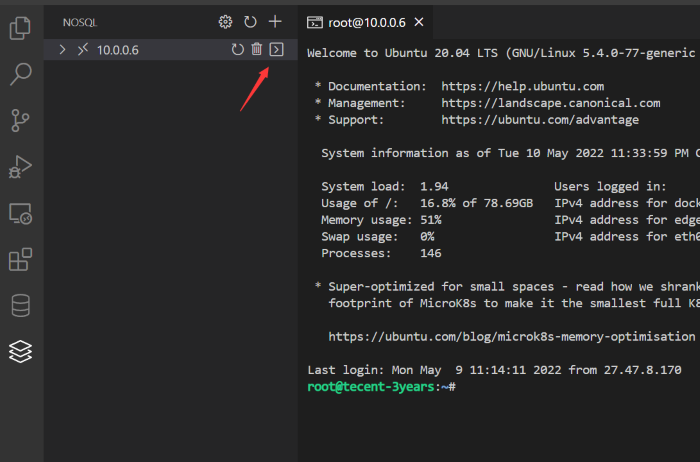 NOSQL
10.0.0.6
root@10.0.0.6
Welcome to Ubuntu 20.04 LTS (GNU/Linux 5.4.0-77-generic
* Documentation: https://help.ubuntu.com
* Management: https://landscape.canonical.com
* Support: https://ubuntu.com/advantage
System information as of Tue 10 May 2022 11:33:59 PM C
System load: 1.94 Users logged in:
Usage of /: 16.8% of 78.69GB IPv4 address for dock
Memory usage: 51% IPv4 address for edge
Swap usage: 0% IPv4 address for eth0
Processes: 146
* Super-optimized for small spaces - read how we shrank
footprint of MicroK8s to make it the smallest full K8
https://ubuntu.com/blog/microk8s-memory-optimisation
Last login: Mon May 9 11:14:11 2022 from 27.47.8.170
root@tecent-3years:~#